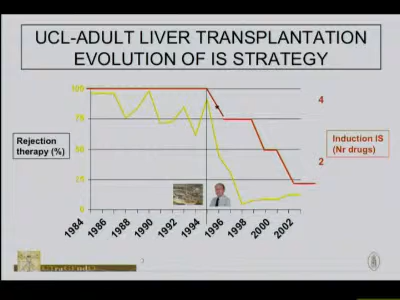 UCL-ADULT LIVER TRANSPLANTATION
EVOLUTION OF IS STRATEGY
100
75
50
25
0
Rejection
therapy (%)
4
2
Induction IS
(Nr drugs)
1984
1986
1988
1990
1992
1994
1996
1998
2000
2002